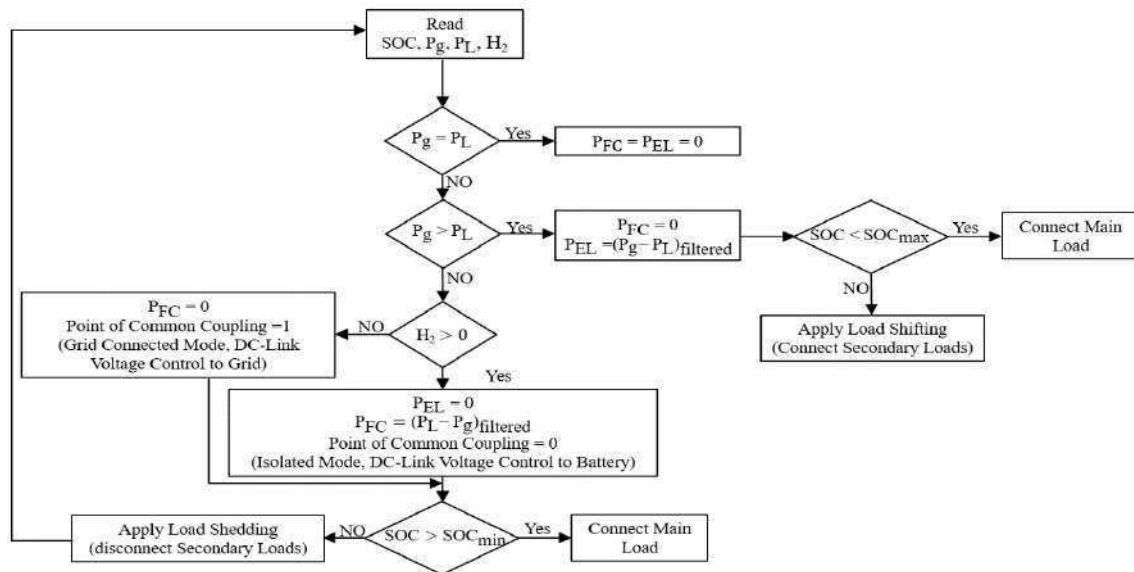 Read
SOC, Pg, PL, H2
Pg = PL
Yes
PFC = PEL = 0
NO
Pg > PL
Yes
PFC = 0
PEL =(Pg− PL)filtered
SOC < SOCmax
Yes
Connect Main
Load
NO
NO
Apply Load Shifting
(Connect Secondary Loads)
PFC = 0
Point of Common Coupling =1
(Grid Connected Mode, DC-Link
Voltage Control to Grid)
NO
H2 > 0
Yes
PEL = 0
PFC = (PL− Pg)filtered
Point of Common Coupling = 0
(Isolated Mode, DC-Link Voltage Control to Battery)
Apply Load Shedding
(disconnect Secondary Loads)
NO
SOC > SOCmin
Yes
Connect Main
Load